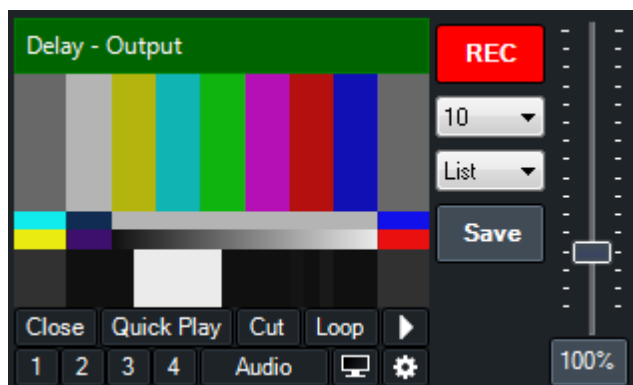 Delay - Output
REC
10
List
Save
Close Quick Play Cut Loop
1 2 3 4 Audio
100%